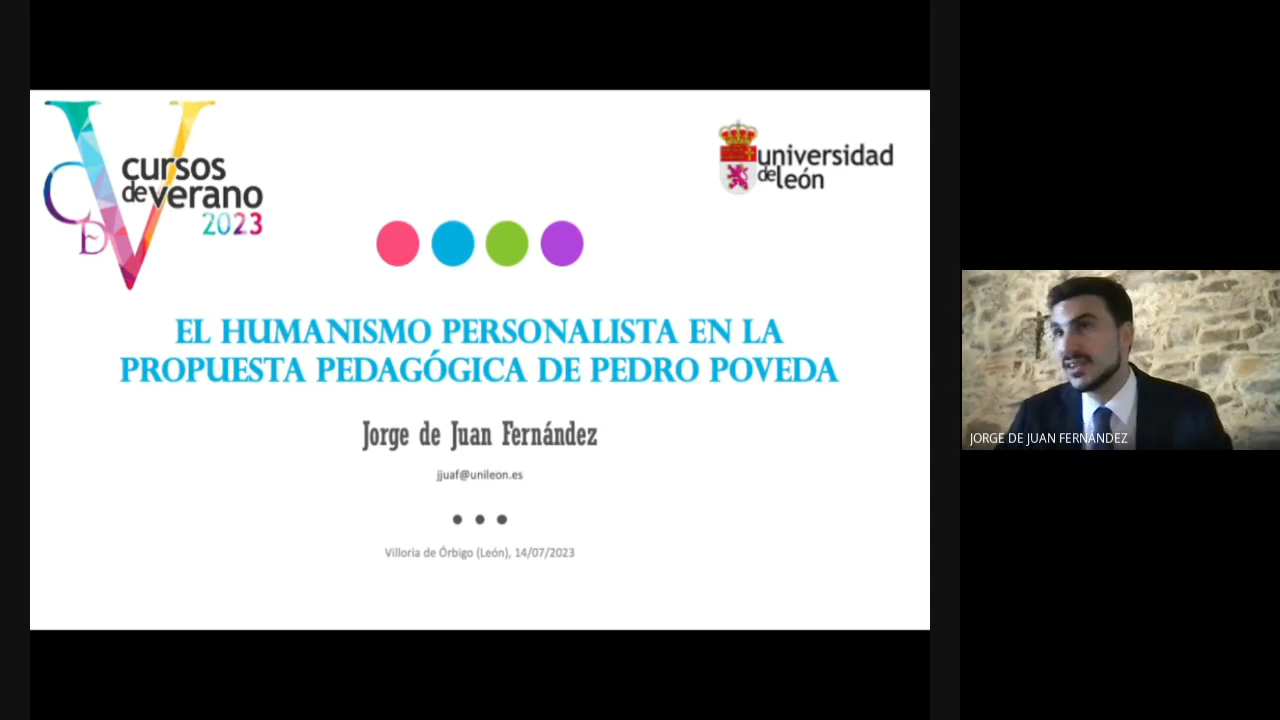 cursos
de verano
2023
CDV
universidad
de león
EL HUMANISMO PERSONALISTA EN LA
PROPUESTA PEDAGÓGICA DE PEDRO POVEDA
Jorge de Juan Fernández
jjuaf@unileon.es
Villoria de Órbigo (León), 14/07/2023
JORGE DE JUAN FERNÁNDEZ